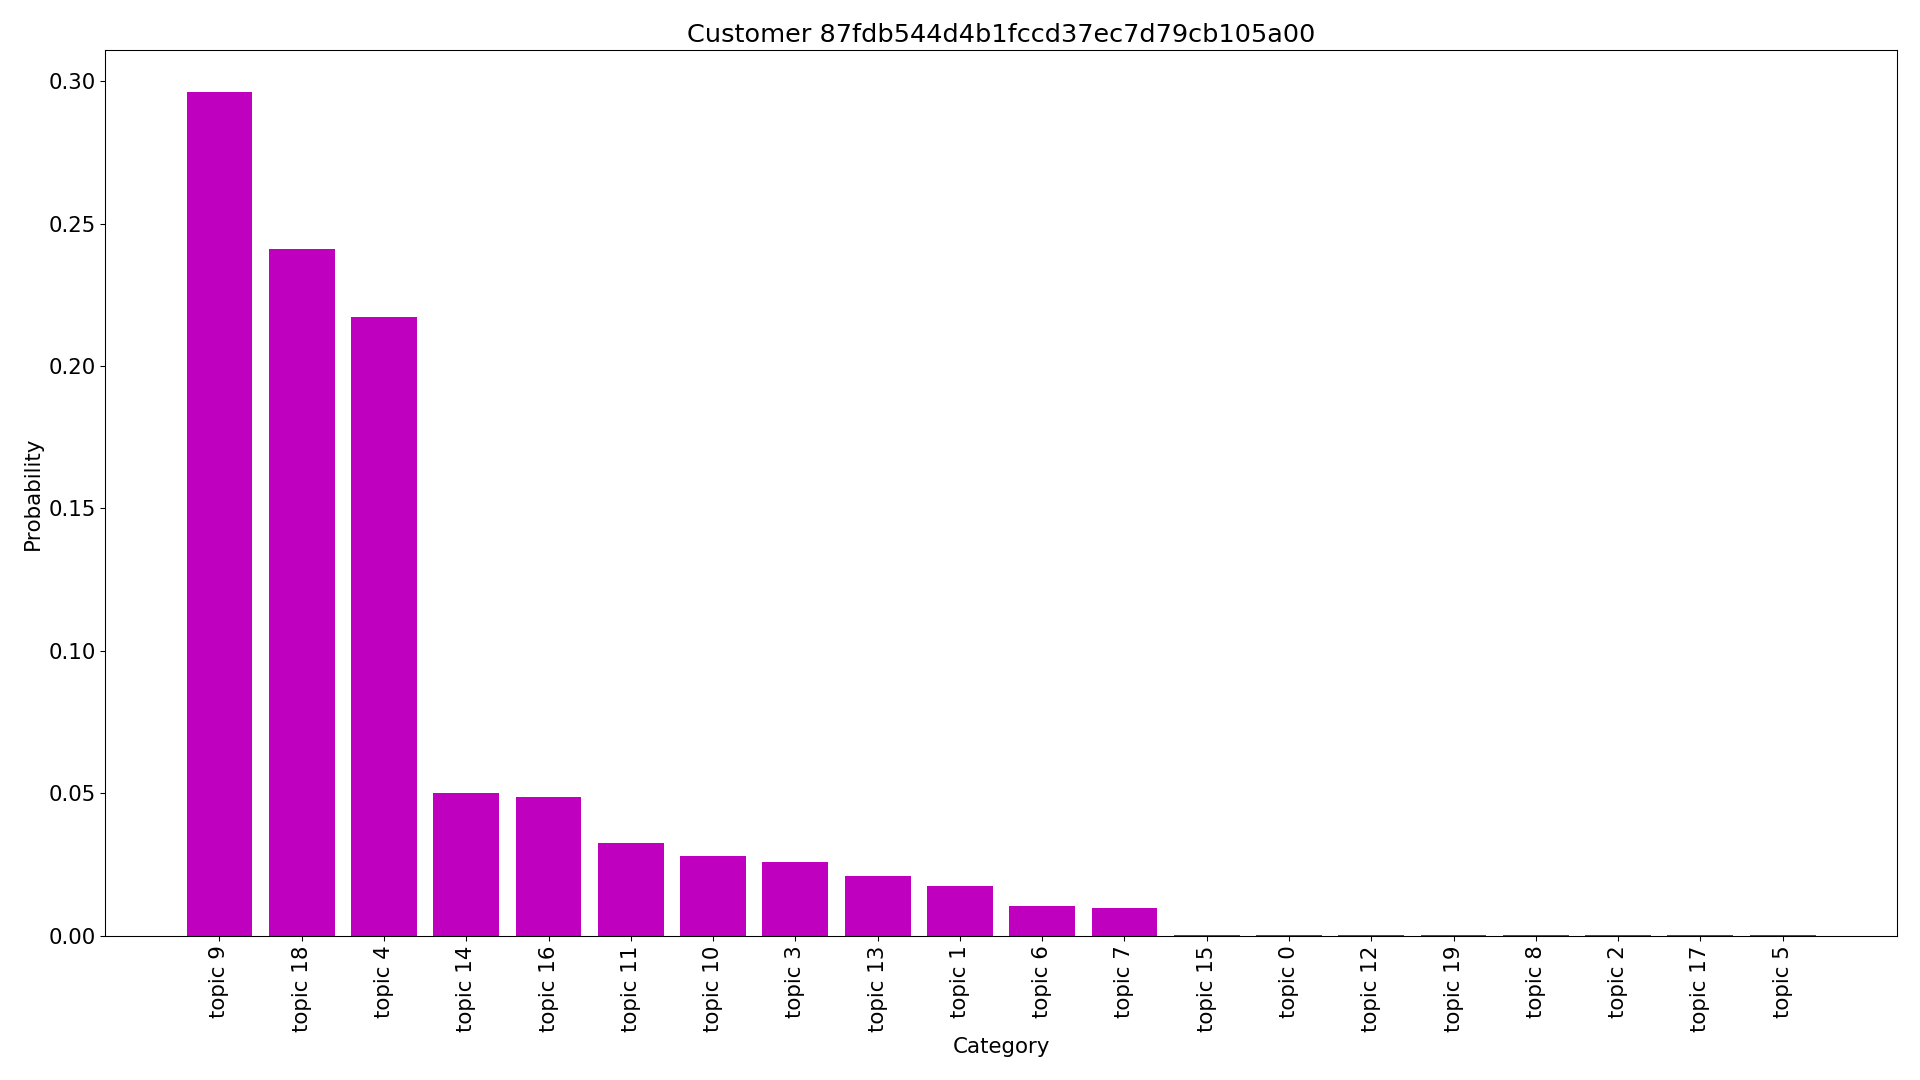 Customer 87fdb544d4b1fccd37ec7d79cb105a00
0.30
0.25
0.20
0.15
0.10
0.05
0.00
Probability
topic 9
topic 18
topic 4
topic 14
topic 16
topic 11
topic 10
topic 3
topic 13
topic 1
topic 6
topic 7
topic 15
topic 0
topic 12
topic 19
topic 8
topic 2
topic 17
topic 5
Category